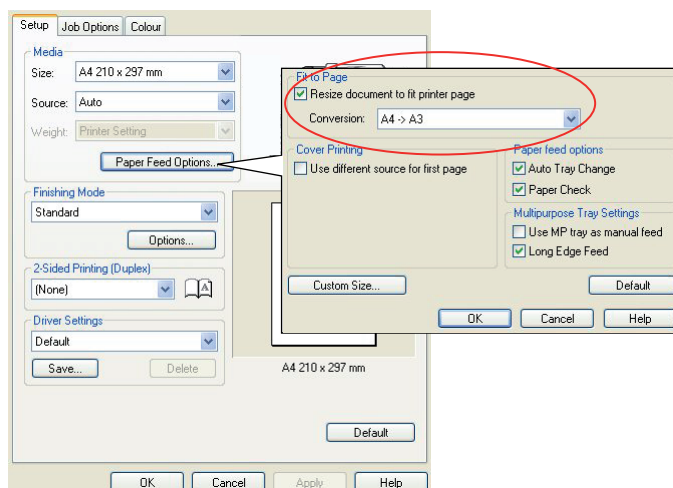 Setup Job Options Colour
Media
Size: A4 210 x 297 mm
Source: Auto
Weight: Printer Setting
Paper Feed Options...
Finishing Mode
Standard
Options...
2-Sided Printing (Duplex)
(None)
A
Driver Settings
Default
Save... Delete
A4 210 x 297 mm
Default
OK Cancel Apply Help
Fit to Page
Resize document to fit printer page
Conversion: A4 -> A3
Cover Printing
Use different source for first page
Paper feed options
Auto Tray Change
Paper Check
Multipurpose Tray Settings
Use MP tray as manual feed
Long Edge Feed
Custom Size... Default
OK Cancel Help